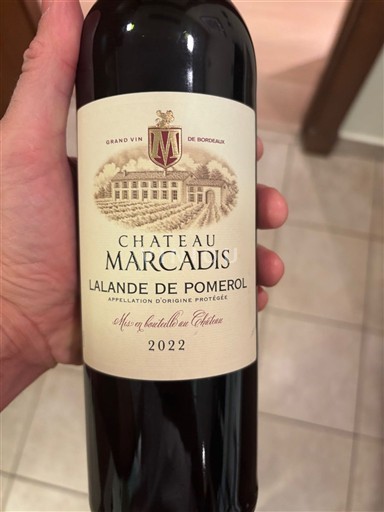 GRAND VIN DE BORDEAUX
M
CHATEAU
MARCADIS
LALANDE DE POMEROL
APPELLATION D'ORIGINE PROTÉGÉE
Mis en bouteille au Château
2022